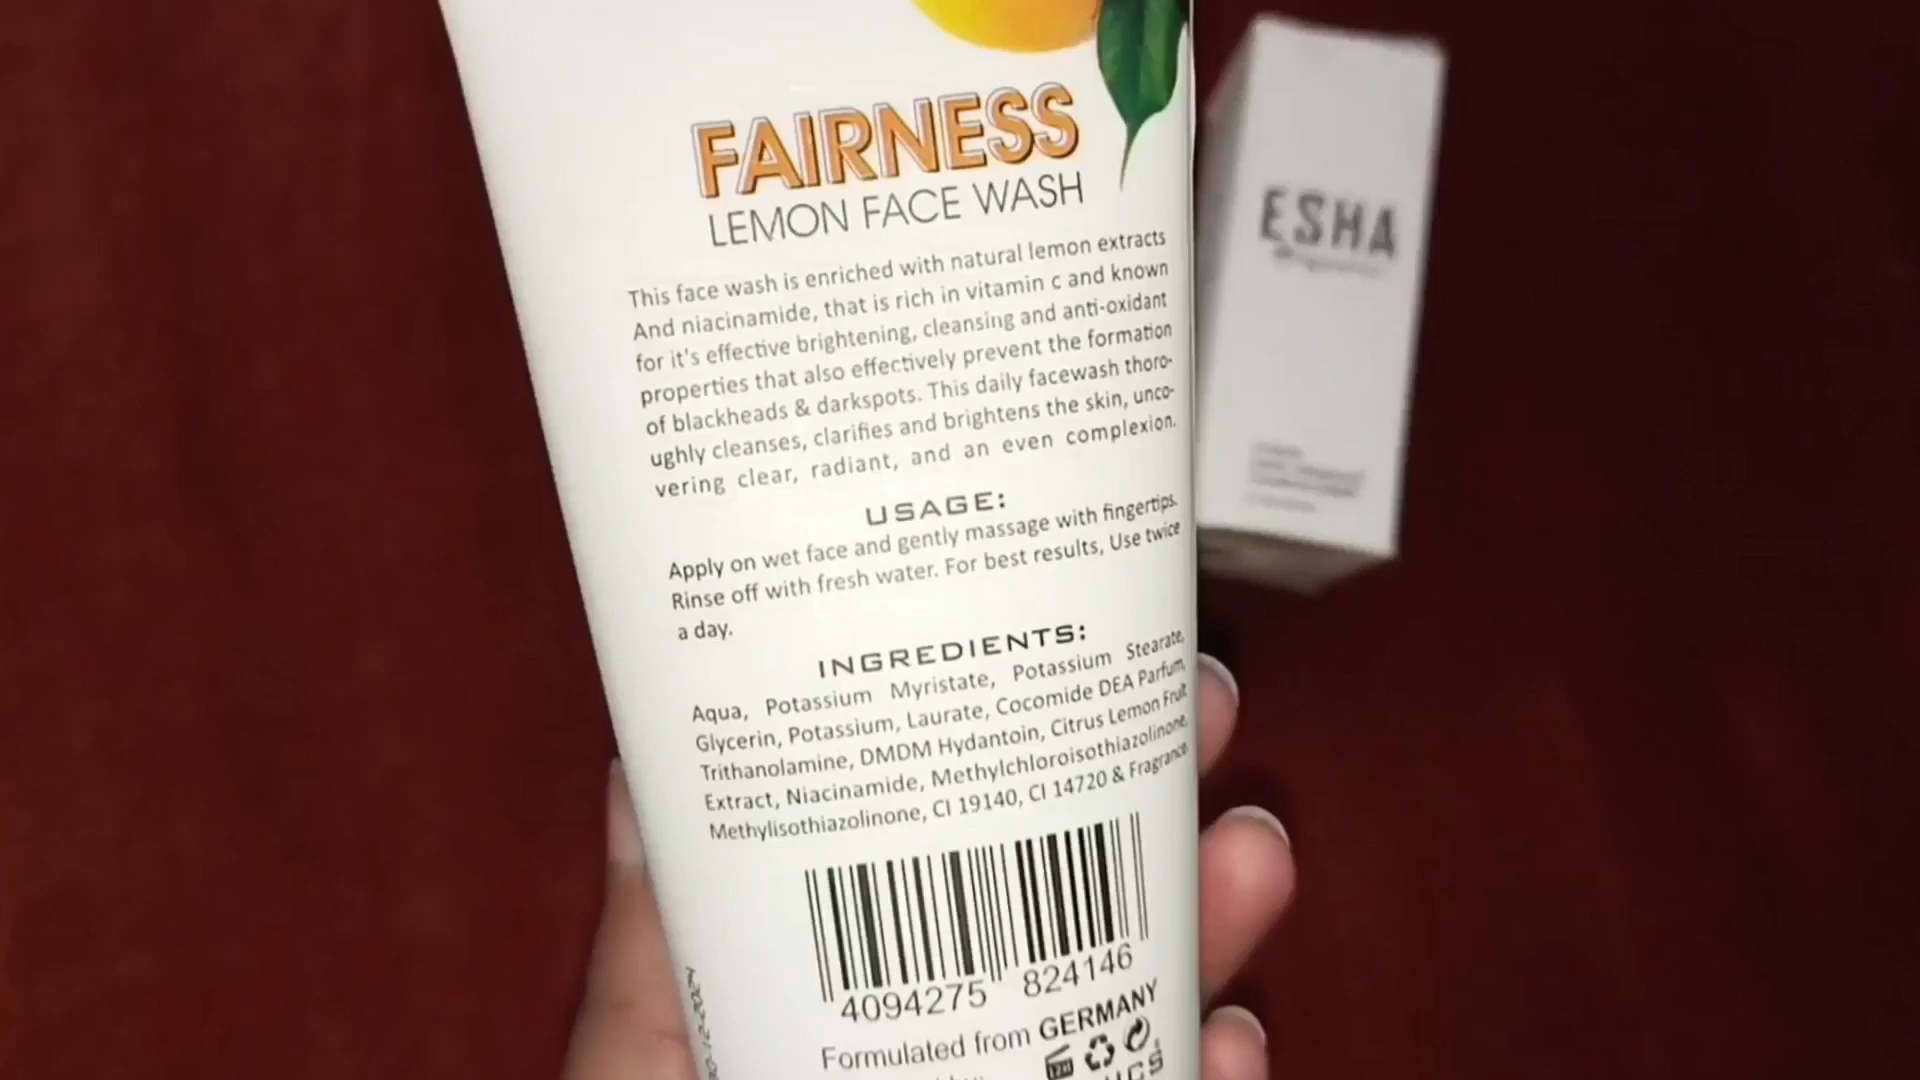 FAIRNESS
LEMON FACE WASH
This face wash is enriched with natural lemon extracts
And niacinamide, that is rich in vitamin c and known
for it's effective brightening, cleansing and anti-oxidant
properties that also effectively prevent the formation
of blackheads & darkspots. This daily facewash thoro-
ughly cleanses, clarifies and brightens the skin, unco-
vering clear, radiant, and an even complexion.
USAGE:
Apply on wet face and gently massage with fingertips.
Rinse off with fresh water. For best results, Use twice
a day.
INGREDIENTS:
Aqua, Potassium Myristate, Potassium Stearate,
Glycerin, Potassium, Laurate, Cocomide DEA Parfum,
Trithanolamine, DMDM Hydantoin, Citrus Lemon Fruit
Extract, Niacinamide, Methylchloroisothiazolinone,
Methylisothiazolinone, CI 19140, CI 14720 & Fragrance.
4094275 824146
Formulated from GERMANY
12M
ESHA